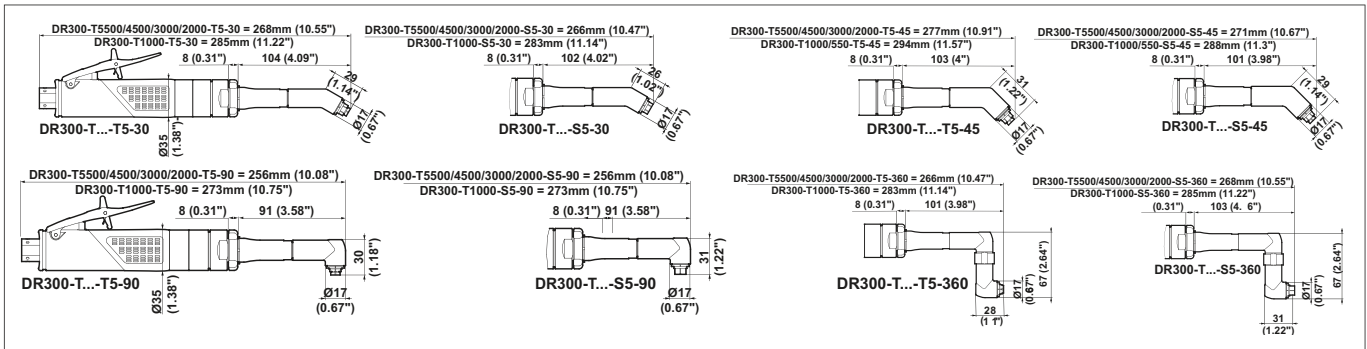 DR300-T5500/4500/3000/2000-T5-30 = 268mm (10.55")
DR300-T1000-T5-30 = 285mm (11.22")
8 (0.31")
104 (4.09")
29
(1.14")
Ø17
(0.67")
Ø35
(1.38")
DR300-T...-T5-30
DR300-T5500/4500/3000/2000-S5-30 = 266mm (10.47")
DR300-T1000-S5-30 = 283mm (11.14")
8 (0.31")
102 (4.02")
26
(1.02")
Ø17
(0.67")
DR300-T...-S5-30
DR300-T5500/4500/3000/2000-T5-45 = 277mm (10.91")
DR300-T1000/550-T5-45 = 294mm (11.57")
8 (0.31")
103 (4")
31
(1.22")
Ø17
(0.67")
DR300-T...-T5-45
DR300-T5500/4500/3000/2000-S5-45 = 271mm (10.67")
DR300-T1000/550-S5-45 = 288mm (11.3")
8 (0.31")
101 (3.98")
29
(1.14")
Ø17
(0.67")
DR300-T...-S5-45
DR300-T5500/4500/3000/2000-T5-90 = 256mm (10.08")
DR300-T1000-T5-90 = 273mm (10.75")
8 (0.31")
91 (3.58")
30
(1.18")
Ø35
(1.38")
Ø17
(0.67")
DR300-T...-T5-90
DR300-T5500/4500/3000/2000-S5-90 = 256mm (10.08")
DR300-T1000-S5-90 = 273mm (10.75")
8 (0.31")
91 (3.58")
31
(1.22")
Ø17
(0.67")
DR300-T...-S5-90
DR300-T5500/4500/3000/2000-T5-360 = 266mm (10.47")
DR300-T1000-T5-360 = 283mm (11.14")
8 (0.31")
101 (3.98")
67 (2.64")
Ø17
(0.67")
28
(1 1")
DR300-T...-T5-360
DR300-T5500/4500/3000/2000-S5-360 = 268mm (10.55")
DR300-T1000-S5-360 = 285mm (11.22")
(0.31")
103 (4. 6")
67 (2.64")
Ø17
(0.67")
31
(1.22")
DR300-T...-S5-360